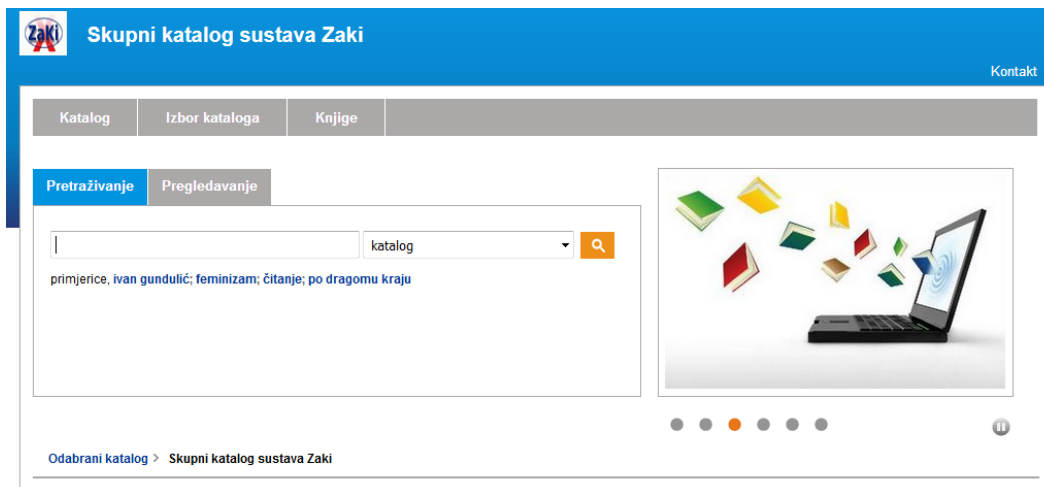 ZaKi
Skupni katalog sustava Zaki
Kontakt
Katalog
Izbor kataloga
Knjige
Pretraživanje
Pregledavanje
katalog
primjerice, ivan gundulić; feminizam; čitanje; po dragomu kraju
Odabrani katalog > Skupni katalog sustava Zaki